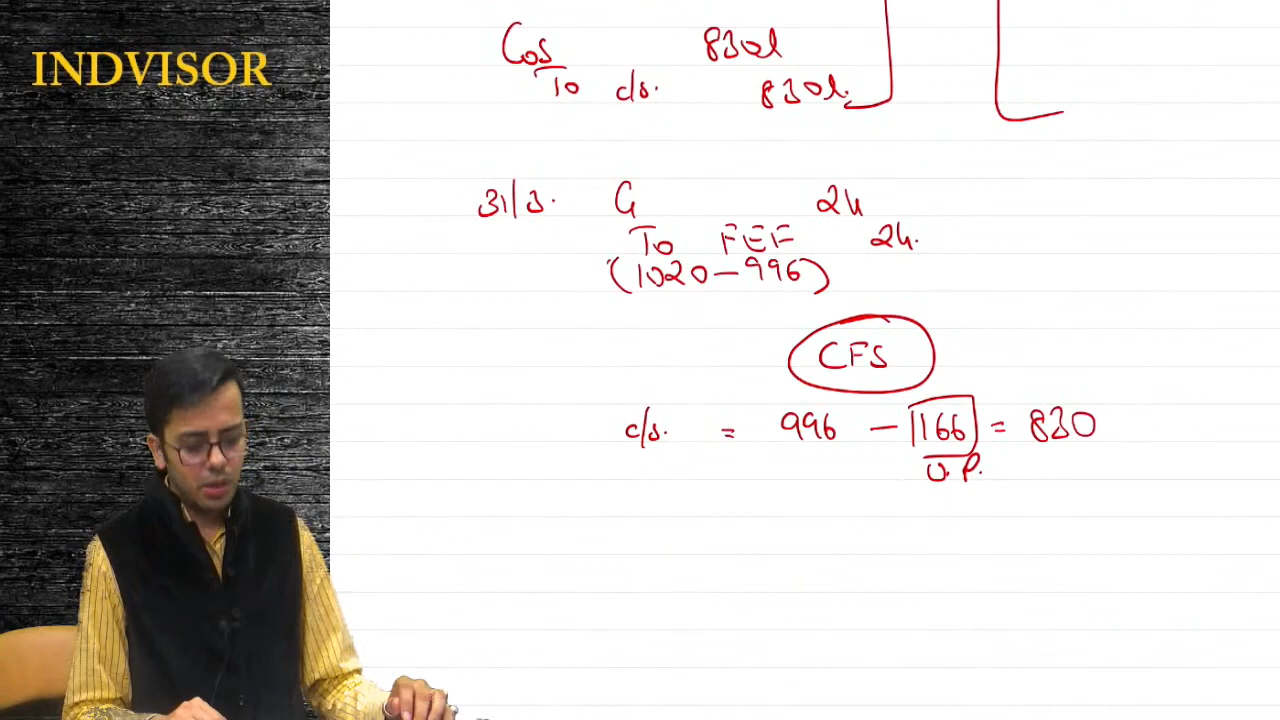 INDVISOR
Cos 830l
To c/s. 830l.
31/3. G 24
To FEF 24.
(1020-996)
CFS
c/s. = 996 - 166 = 830
U.P.